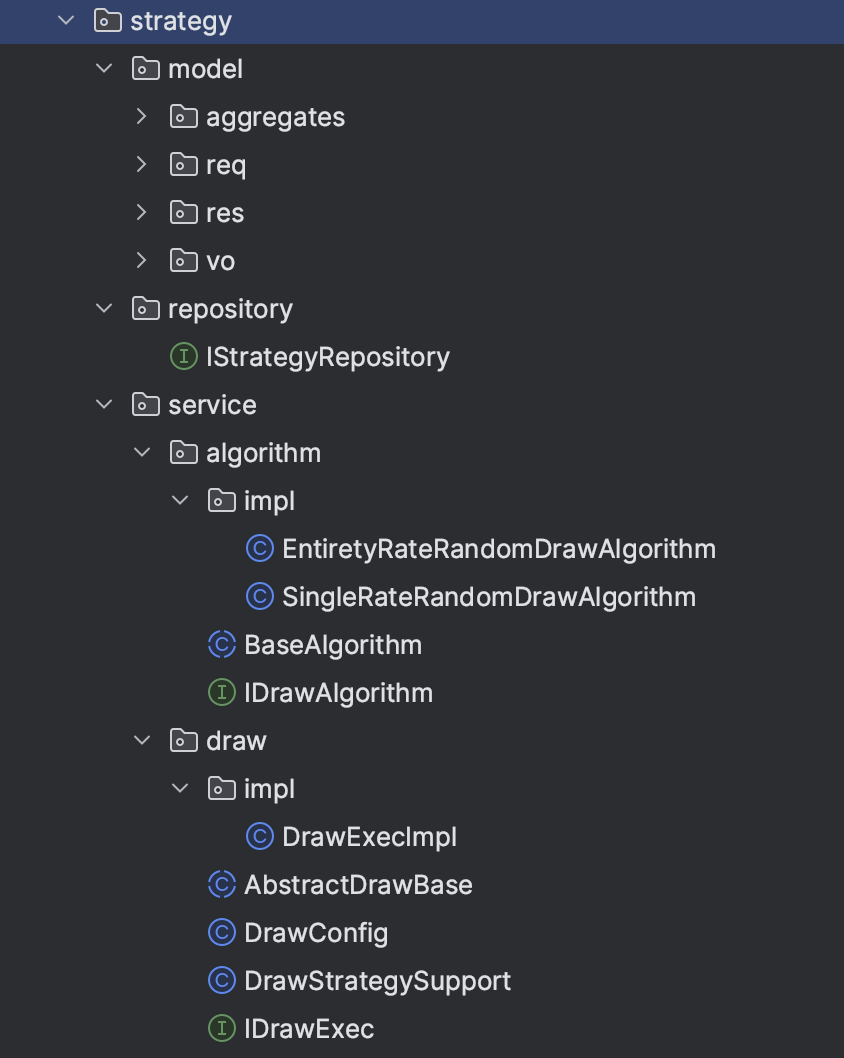 strategy
model
aggregates
req
res
vo
repository
I IStrategyRepository
service
algorithm
impl
C EntiretyRateRandomDrawAlgorithm
C SingleRateRandomDrawAlgorithm
C BaseAlgorithm
I IDrawAlgorithm
draw
impl
C DrawExecImpl
C AbstractDrawBase
C DrawConfig
C DrawStrategySupport
I IDrawExec